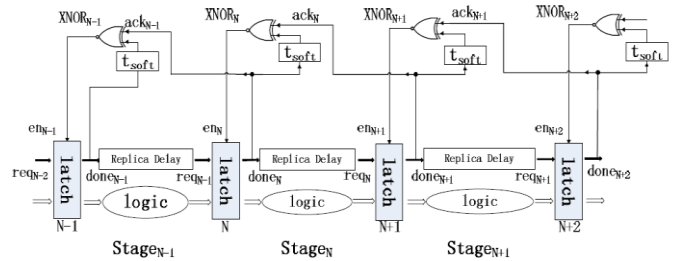 XNOR_N-1 ack_N-1 XNOR_N ack_N XNOR_N+1 ack_N+1 XNOR_N+2
t_soft t_soft t_soft t_soft
en_N-1 en_N en_N+1 en_N+2
latch Replica Delay latch Replica Delay latch Replica Delay latch
req_N-2 done_N-1 req_N-1 done_N req_N done_N+1 req_N+1 done_N+2
logic logic logic
N-1 N N+1 N+2
Stage_N-1 Stage_N Stage_N+1